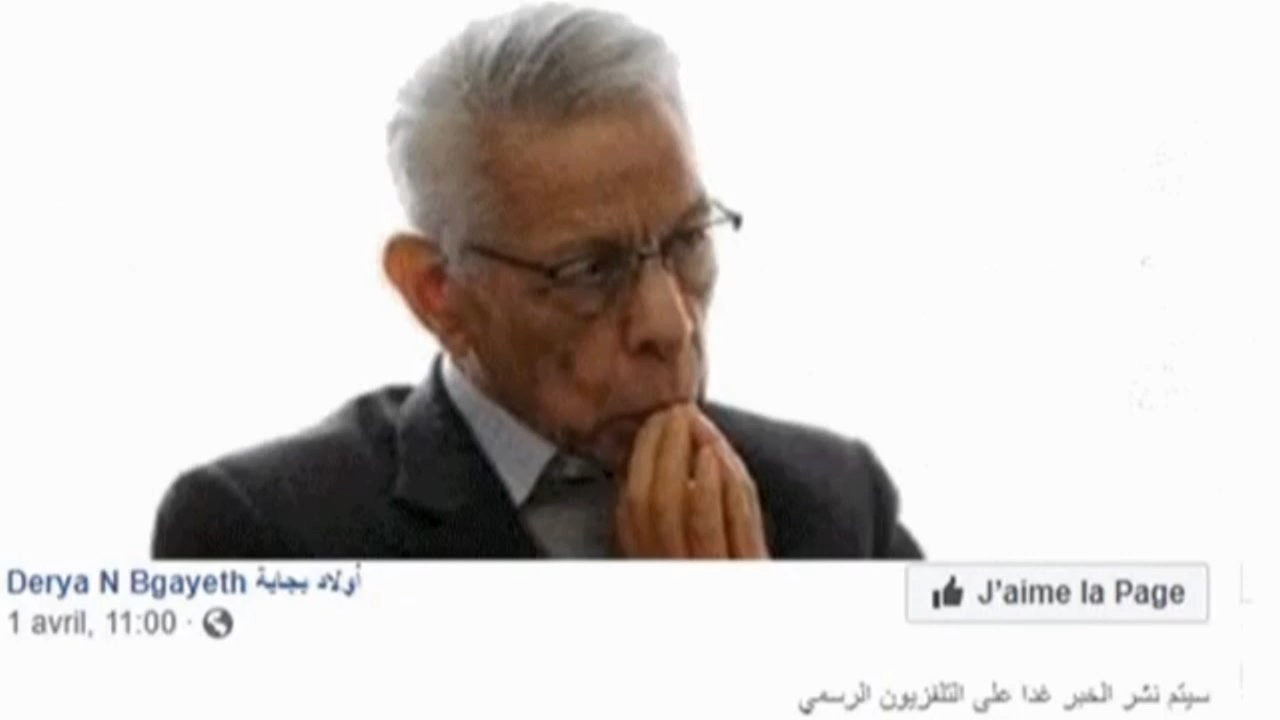 Derya N Bgayeth أولاد بجاية
1 avril, 11:00 ·
J'aime la Page
سيتم نشر الخبر غدا على التلفزيون الرسمي